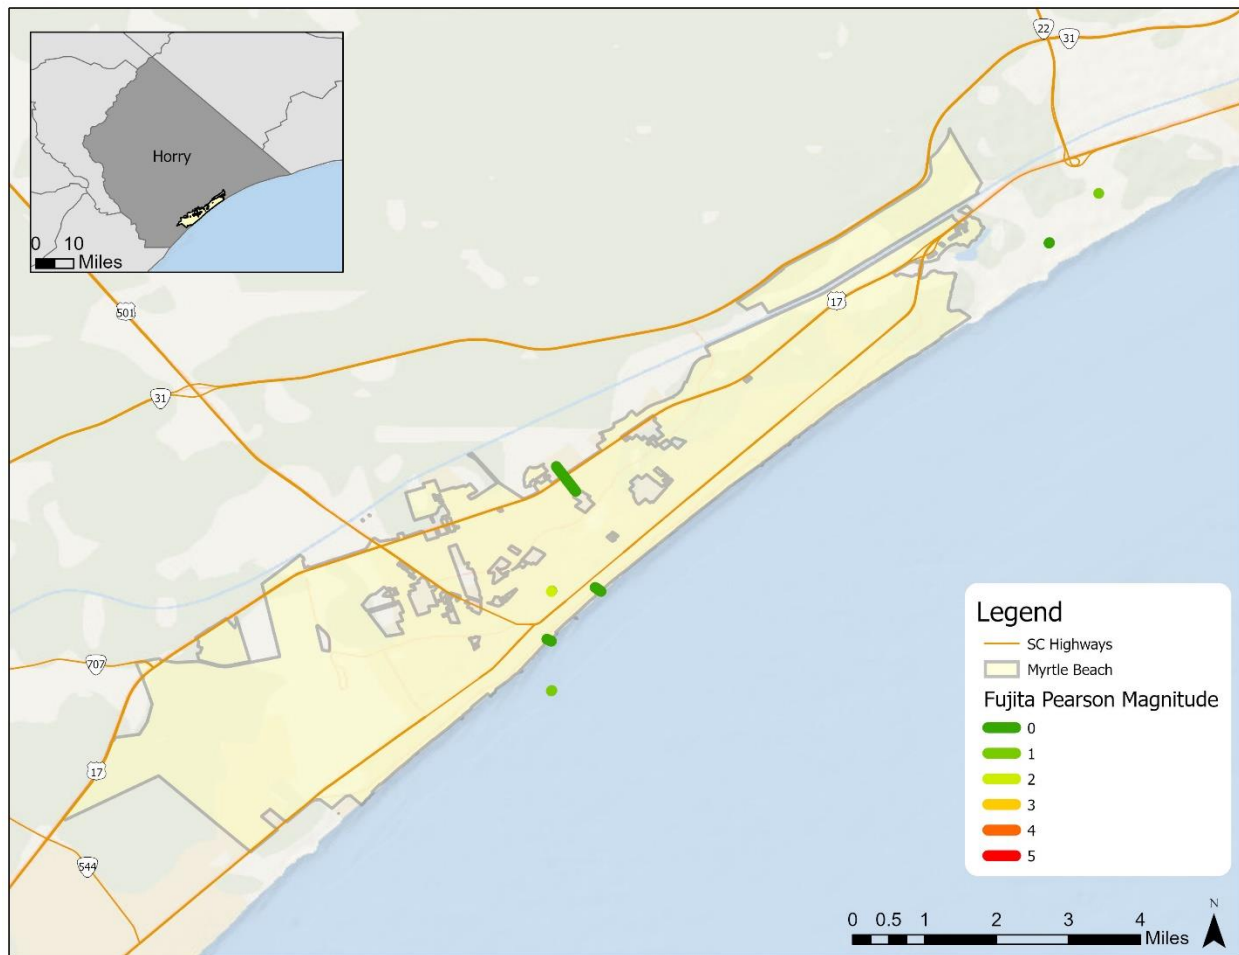 22
31
Horry
0 10
Miles
501
17
31
707
17
544
Legend
SC Highways
Myrtle Beach
Fujita Pearson Magnitude
0
1
2
3
4
5
N
0 0.5 1 2 3 4
Miles